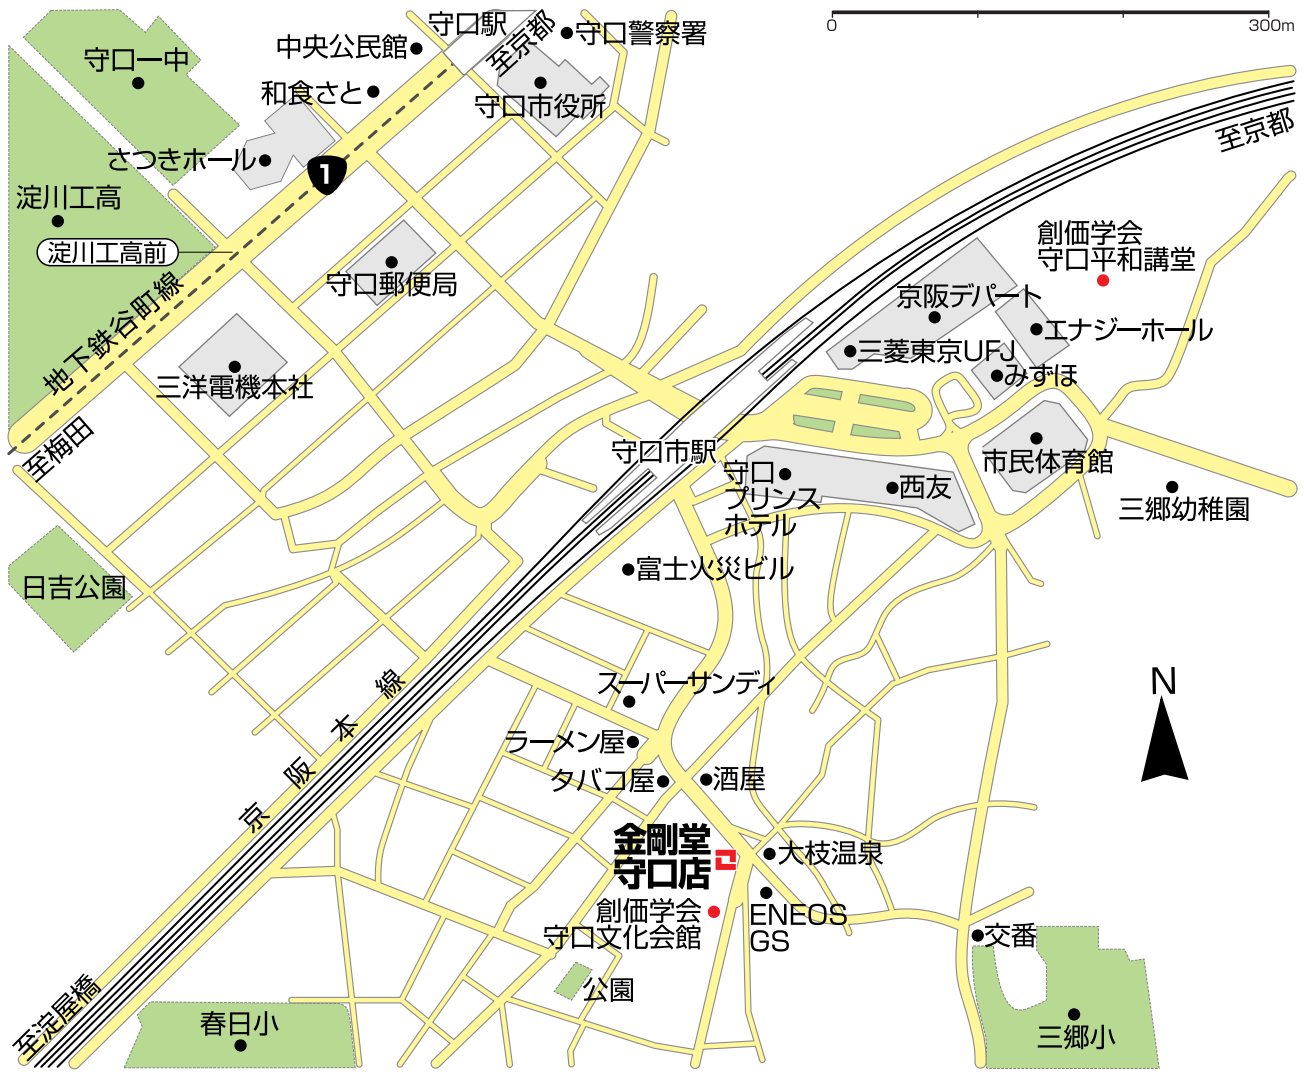 守口駅
至京都
守口警察署
0
300m
中央公民館
守口一中
和食さと
守口市役所
さつきホール
1
至京都
淀川工高
淀川工高前
創価学会
守口平和講堂
守口郵便局
地下鉄谷町線
京阪デパート
エナジーホール
三菱東京UFJ
みずほ
三洋電機本社
至梅田
守口市駅
守口
プリンス
ホテル
西友
市民体育館
三郷幼稚園
富士火災ビル
日吉公園
スーパーサンディ
N
京阪本線
ラーメン屋
タバコ屋
酒屋
金剛堂
守口店
大枝温泉
創価学会
守口文化会館
ENEOS
GS
交番
公園
至淀屋橋
春日小
三郷小